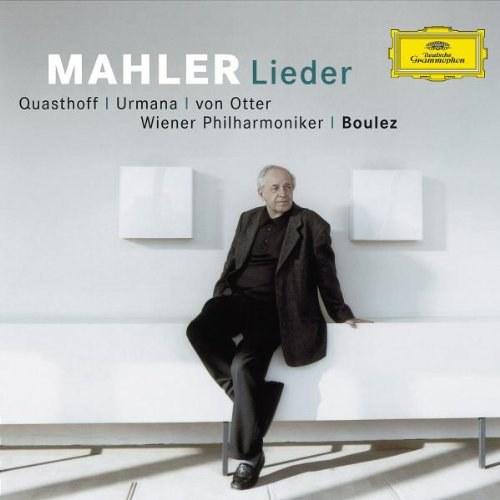 MAHLER Lieder
Quasthoff | Urmana | von Otter
Wiener Philharmoniker | Boulez
Deutsche
Grammophon